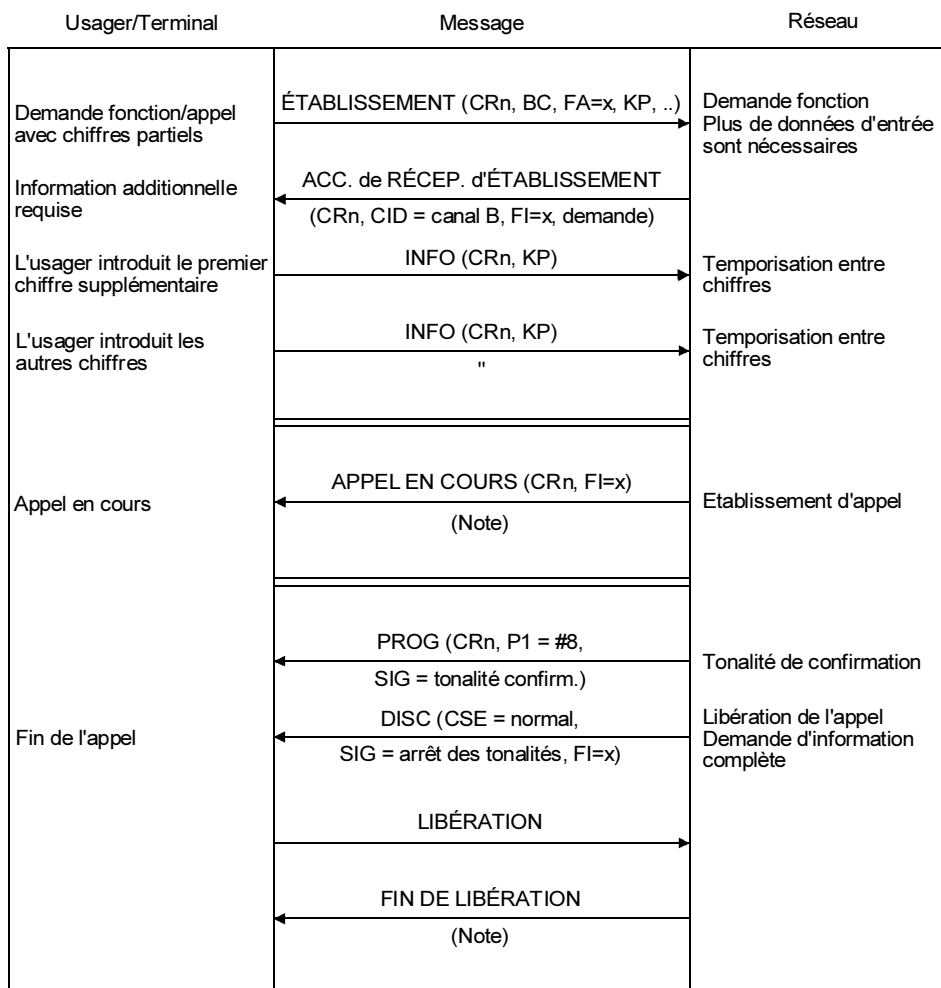 Usager/Terminal
Message
Réseau
Demande fonction/appel
avec chiffres partiels
ÉTABLISSEMENT (CRn, BC, FA=x, KP, ..)
Demande fonction
Plus de données d'entrée
sont nécessaires
Information additionnelle
requise
ACC. de RÉCEP. d'ÉTABLISSEMENT
(CRn, CID = canal B, FI=x, demande)
L'usager introduit le premier
chiffre supplémentaire
INFO (CRn, KP)
Temporisation entre
chiffres
L'usager introduit les
autres chiffres
INFO (CRn, KP)
"
Temporisation entre
chiffres
Appel en cours
APPEL EN COURS (CRn, FI=x)
(Note)
Etablissement d'appel
PROG (CRn, P1 = #8,
SIG = tonalité confirm.)
Tonalité de confirmation
Fin de l'appel
DISC (CSE = normal,
SIG = arrêt des tonalités, FI=x)
Libération de l'appel
Demande d'information
complète
LIBÉRATION
FIN DE LIBÉRATION
(Note)